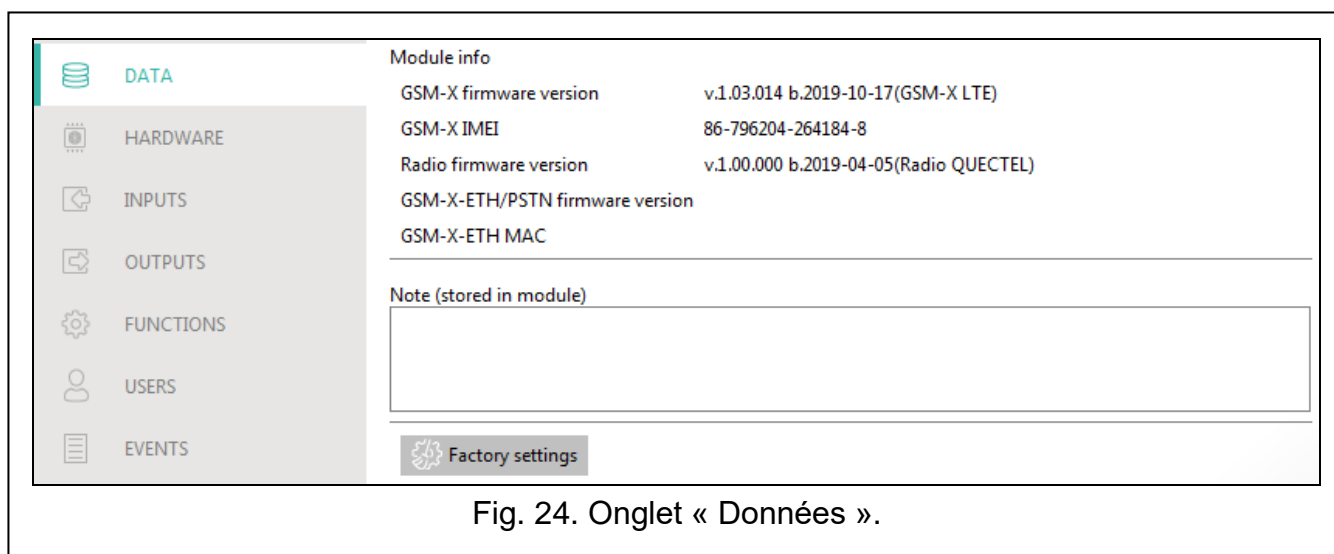 DATA
HARDWARE
INPUTS
OUTPUTS
FUNCTIONS
USERS
EVENTS
Module info
GSM-X firmware version v.1.03.014 b.2019-10-17(GSM-X LTE)
GSM-X IMEI 86-796204-264184-8
Radio firmware version v.1.00.000 b.2019-04-05(Radio QUECTEL)
GSM-X-ETH/PSTN firmware version
GSM-X-ETH MAC
Note (stored in module)
Factory settings
Fig. 24. Onglet « Données ».